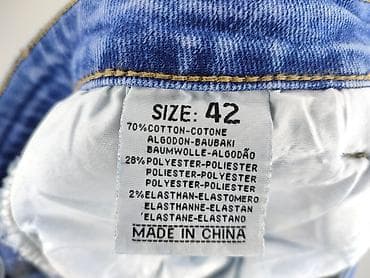 SIZE: 42
70%COTTON-COTONE
ALGODON-BAUBAKI
BAUMWOLLE-ALGODÃO
28%POLYESTER-POLIESTER
POLIESTER-POLYESTER
POLYESTER-POLIESTER
2%ELASTHAN-ELASTOMERO
ELASTHANNE-ELASTAN
'ELASTANE-ELASTANO
MADE IN CHINA